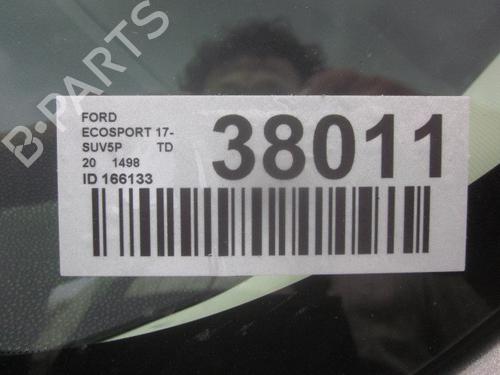 B-PARTS
FORD
ECOSPORT 17-
SUV5P TD
20 1498
ID 166133
38011